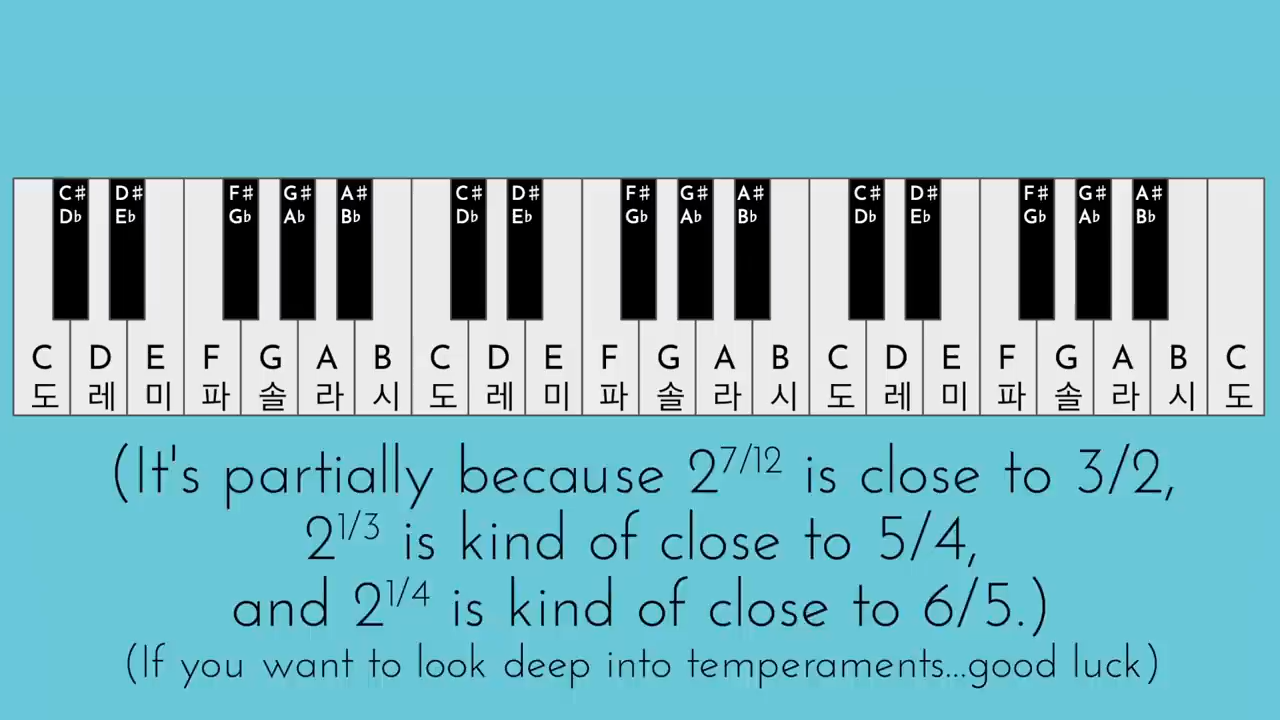 C# D# F# G# A# C# D# F# G# A# C# D# F# G# A#
D♭ E♭ G♭ A♭ B♭ D♭ E♭ G♭ A♭ B♭ D♭ E♭ G♭ A♭ B♭
C D E F G A B C D E F G A B C D E F G A B C
도 레 미 파 솔 라 시 도 레 미 파 솔 라 시 도 레 미 파 솔 라 시 도
(It's partially because 2^7/12 is close to 3/2,
2^1/3 is kind of close to 5/4,
and 2^1/4 is kind of close to 6/5.)
(If you want to look deep into temperaments...good luck)